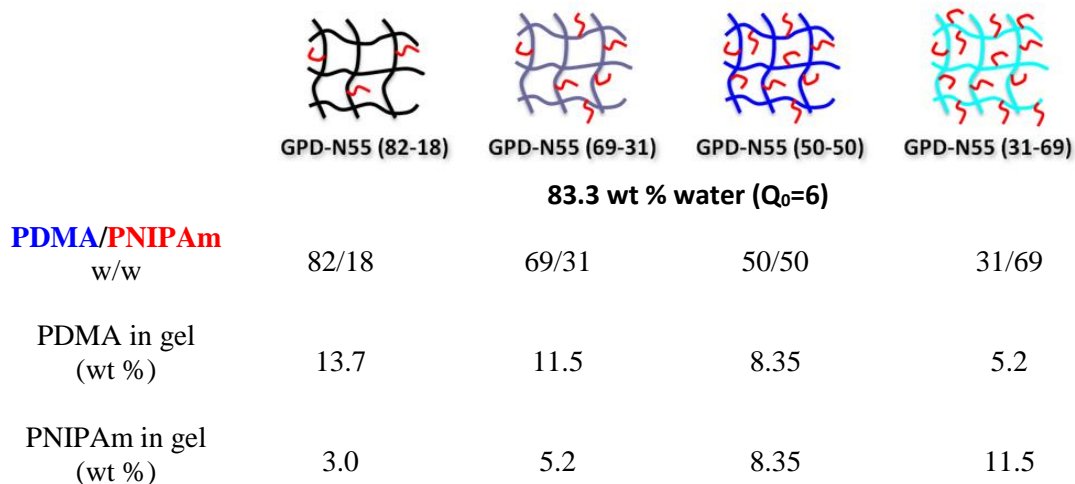 GPD-N55 (82-18) GPD-N55 (69-31) GPD-N55 (50-50) GPD-N55 (31-69)
83.3 wt % water (Q₀=6)
PDMA/PNIPAm
w/w
82/18 69/31 50/50 31/69
PDMA in gel
(wt %)
13.7 11.5 8.35 5.2
PNIPAm in gel
(wt %)
3.0 5.2 8.35 11.5